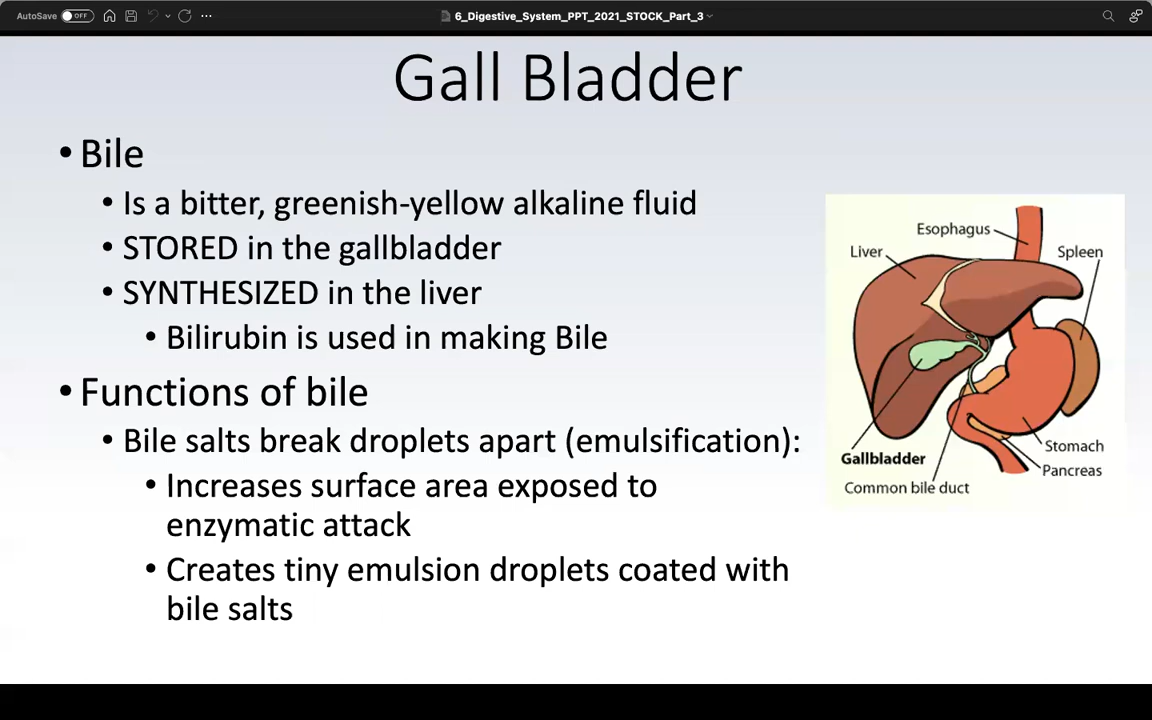 AutoSave OFF 6_Digestive_System_PPT_2021_STOCK_Part_3
Gall Bladder
• Bile
• Is a bitter, greenish-yellow alkaline fluid
• STORED in the gallbladder
• SYNTHESIZED in the liver
• Bilirubin is used in making Bile
• Functions of bile
• Bile salts break droplets apart (emulsification):
• Increases surface area exposed to
enzymatic attack
• Creates tiny emulsion droplets coated with
bile salts
Esophagus
Liver
Spleen
Stomach
Gallbladder
Pancreas
Common bile duct